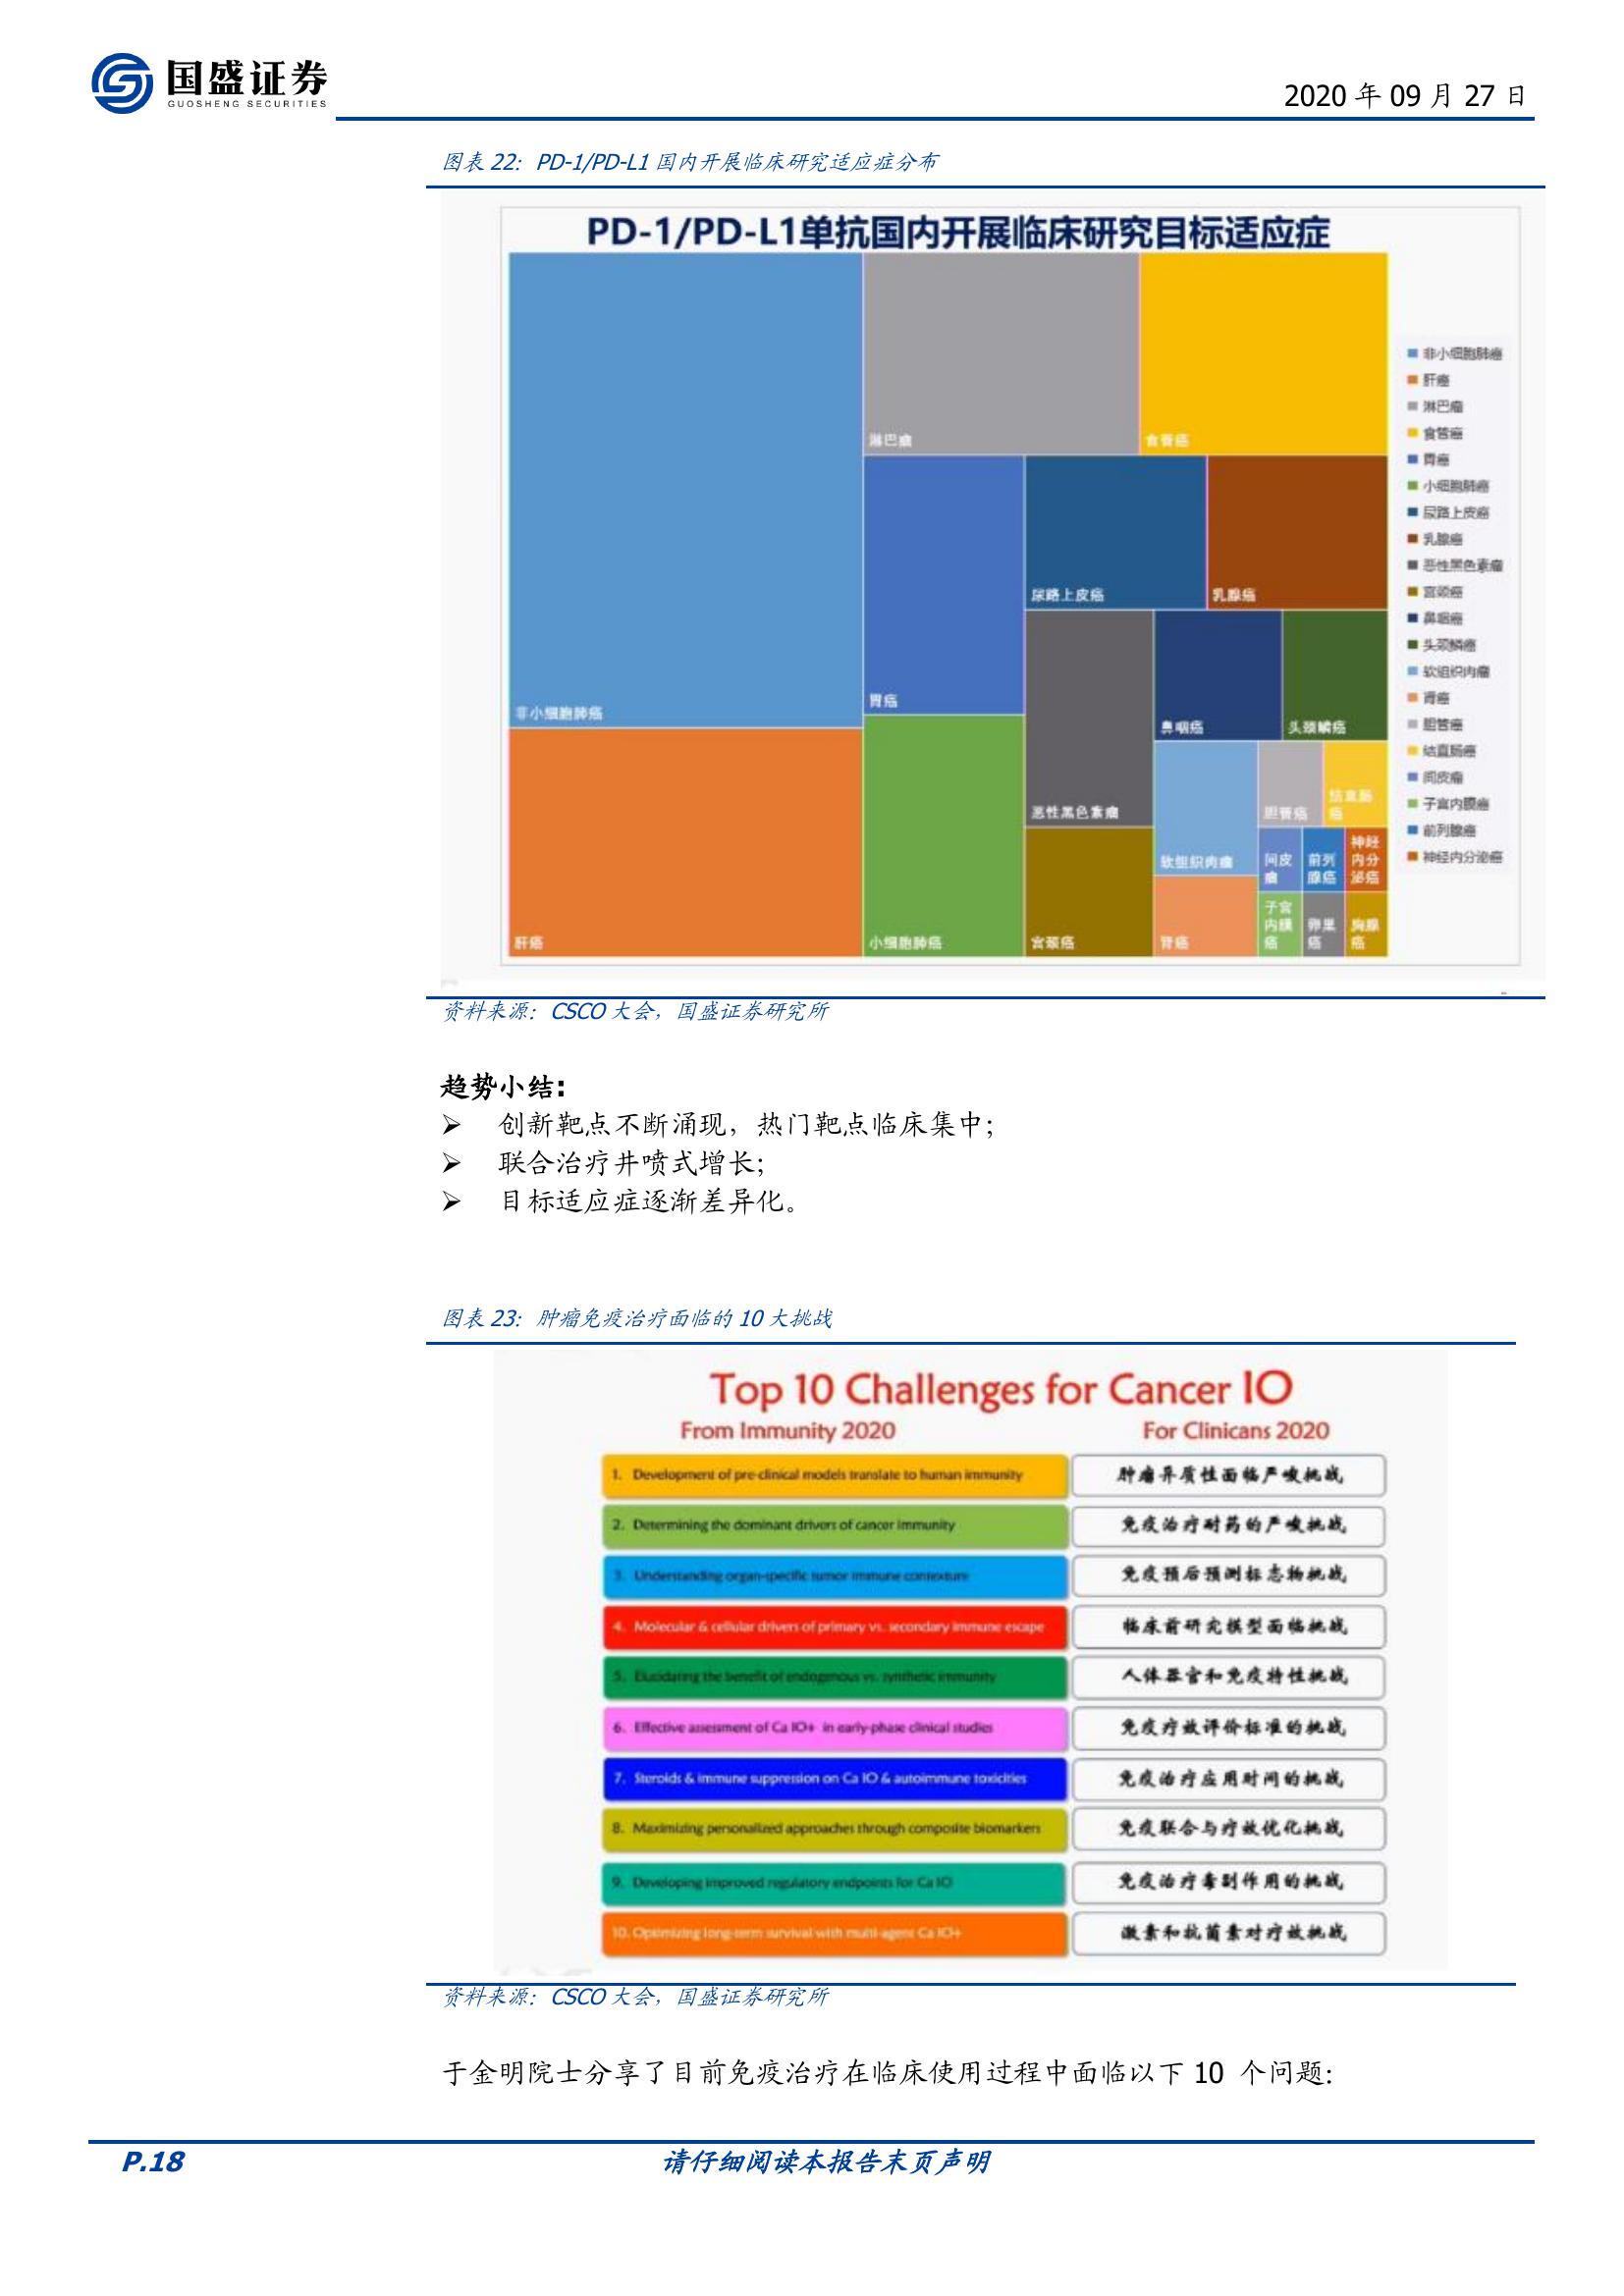 国盛证券
GUOSHENG SECURITIES
2020 年 09 月 27 日
图表 22：PD-1/PD-L1 国内开展临床研究适应症分布
PD-1/PD-L1单抗国内开展临床研究目标适应症
非小细胞肺癌
肝癌
淋巴瘤
食管癌
胃癌
小细胞肺癌
尿路上皮癌
乳腺癌
恶性黑色素瘤
宫颈癌
鼻咽癌
头颈鳞癌
软组织肉瘤
肾癌
胆管癌
结直肠
癌
间皮
瘤
前列
腺癌
神经
内分
泌癌
子宫
内膜
癌
卵巢
癌
胸腺
癌
非小细胞肺癌
肝癌
淋巴瘤
食管癌
胃癌
小细胞肺癌
尿路上皮癌
乳腺癌
恶性黑色素瘤
宫颈癌
鼻咽癌
头颈鳞癌
软组织肉瘤
肾癌
胆管癌
结直肠癌
间皮瘤
子宫内膜癌
前列腺癌
神经内分泌癌
资料来源：CSCO 大会，国盛证券研究所
趋势小结：
➢ 创新靶点不断涌现，热门靶点临床集中；
➢ 联合治疗井喷式增长；
➢ 目标适应症逐渐差异化。
图表 23：肿瘤免疫治疗面临的 10 大挑战
Top 10 Challenges for Cancer IO
From Immunity 2020
For Clinicans 2020
1. Development of pre-clinical models translate to human immunity
肿瘤异质性面临严峻挑战
2. Determining the dominant drivers of cancer immunity
免疫治疗耐药的严峻挑战
3. Understanding organ-specific tumor immune contexture
免疫预后预测标志物挑战
4. Molecular & cellular drivers of primary vs. secondary immune escape
临床前研究模型面临挑战
5. Elucidating the benefit of endogenous vs. synthetic immunity
人体器官和免疫特性挑战
6. Effective assessment of Ca IO+ in early-phase clinical studies
免疫疗效评价标准的挑战
7. Steroids & immune suppression on Ca IO & autoimmune toxicities
免疫治疗应用时间的挑战
8. Maximizing personalized approaches through composite biomarkers
免疫联合与疗效优化挑战
9. Developing improved regulatory endpoints for Ca IO
免疫治疗毒副作用的挑战
10. Optimizing long-term survival with multi-agent Ca IO+
激素和抗菌素对疗效挑战
资料来源：CSCO 大会，国盛证券研究所
于金明院士分享了目前免疫治疗在临床使用过程中面临以下 10 个问题：
P.18
请仔细阅读本报告末页声明